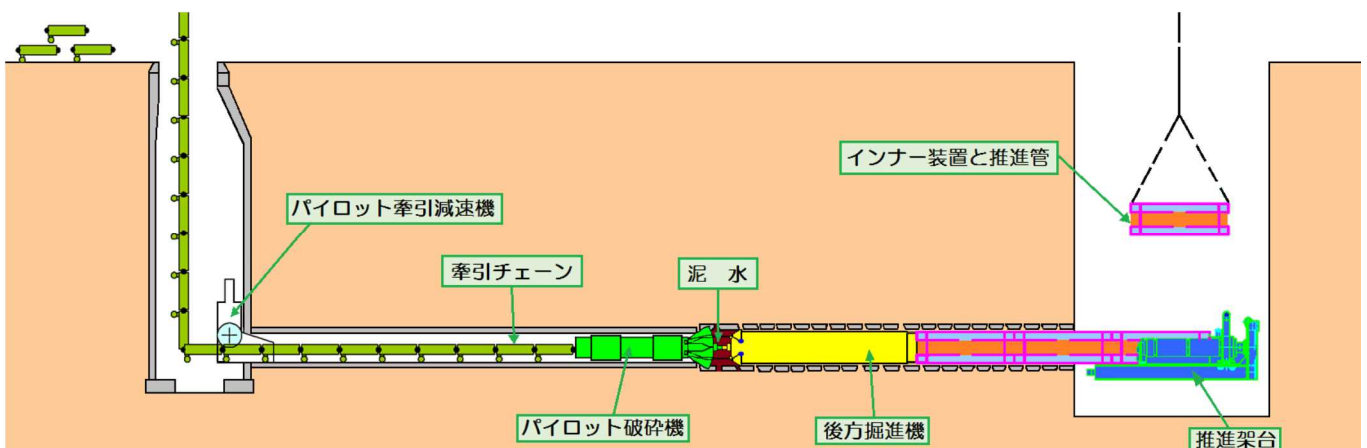 インナー装置と推進管
パイロット牽引減速機
牽引チェーン
泥 水
パイロット破砕機
後方掘進機
推進架台